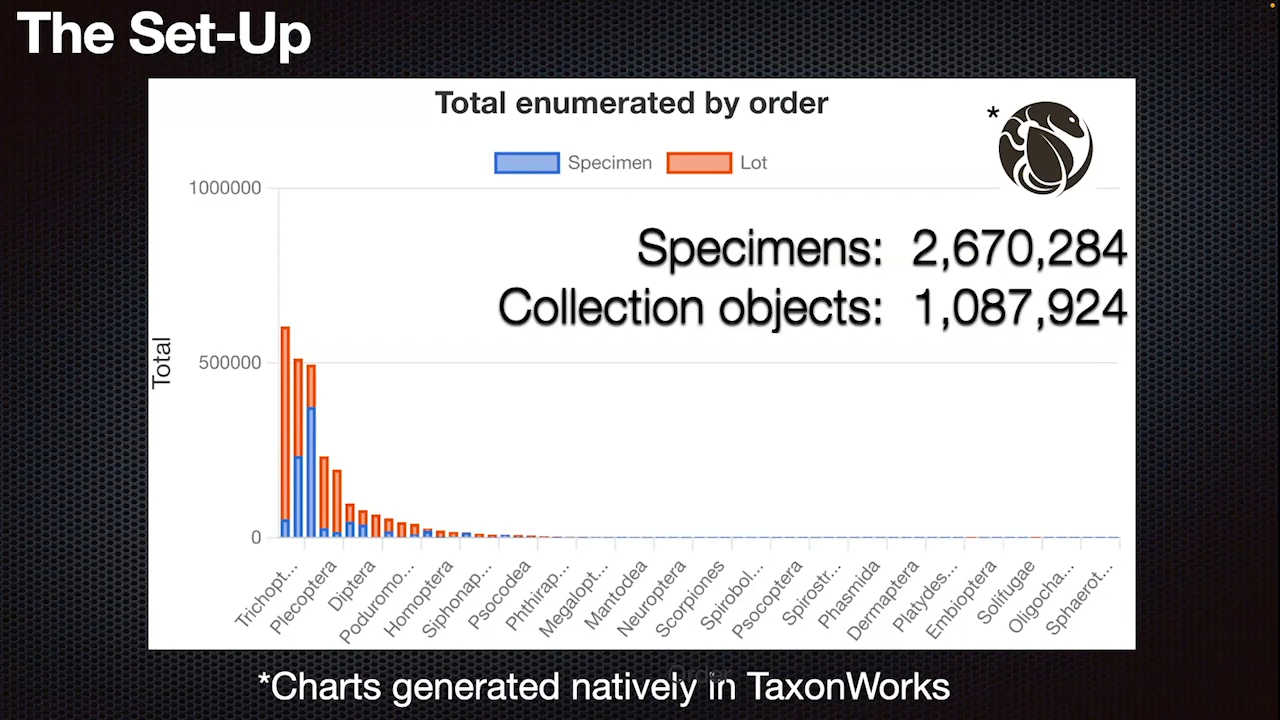 The Set-Up
Total enumerated by order
*
Specimen Lot
1000000
Specimens: 2,670,284
Collection objects: 1,087,924
Total
500000
0
Trichopt...
Plecoptera
Diptera
Poduromo...
Homoptera
Siphonap...
Psocodea
Phthirap...
Megalopt...
Mantodea
Neuroptera
Scorpiones
Spirobol...
Psocoptera
Spirostr...
Phasmida
Dermaptera
Platydes...
Embioptera
Solifugae
Oligocha...
Sphaerot...
Order
*Charts generated natively in TaxonWorks